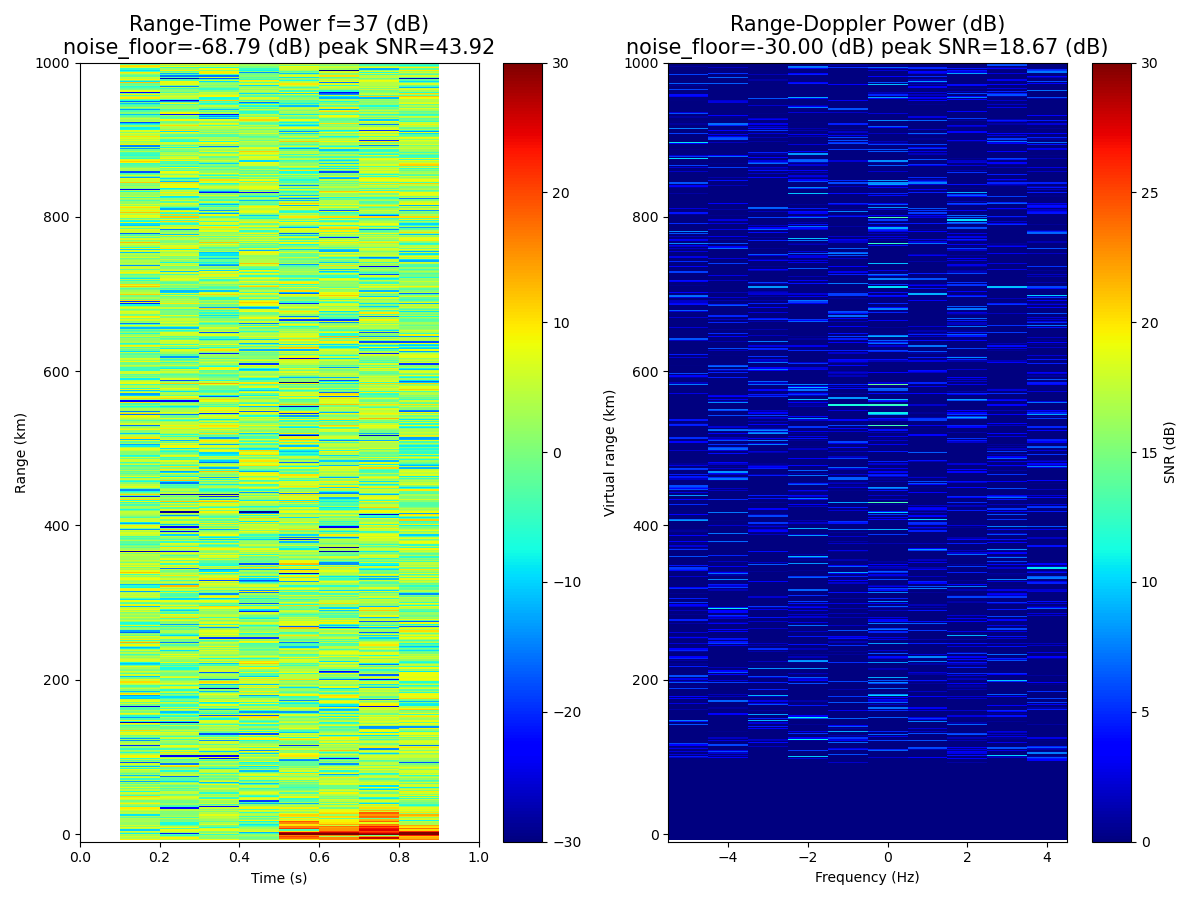 Range-Time Power f=37 (dB)
noise_floor=-68.79 (dB) peak SNR=43.92
1000
800
600
400
200
0
Range (km)
0.0 0.2 0.4 0.6 0.8 1.0
Time (s)
30
20
10
0
−10
−20
−30
Range-Doppler Power (dB)
noise_floor=-30.00 (dB) peak SNR=18.67 (dB)
1000
800
600
400
200
0
Virtual range (km)
−4 −2 0 2 4
Frequency (Hz)
30
25
20
15
10
5
0
SNR (dB)